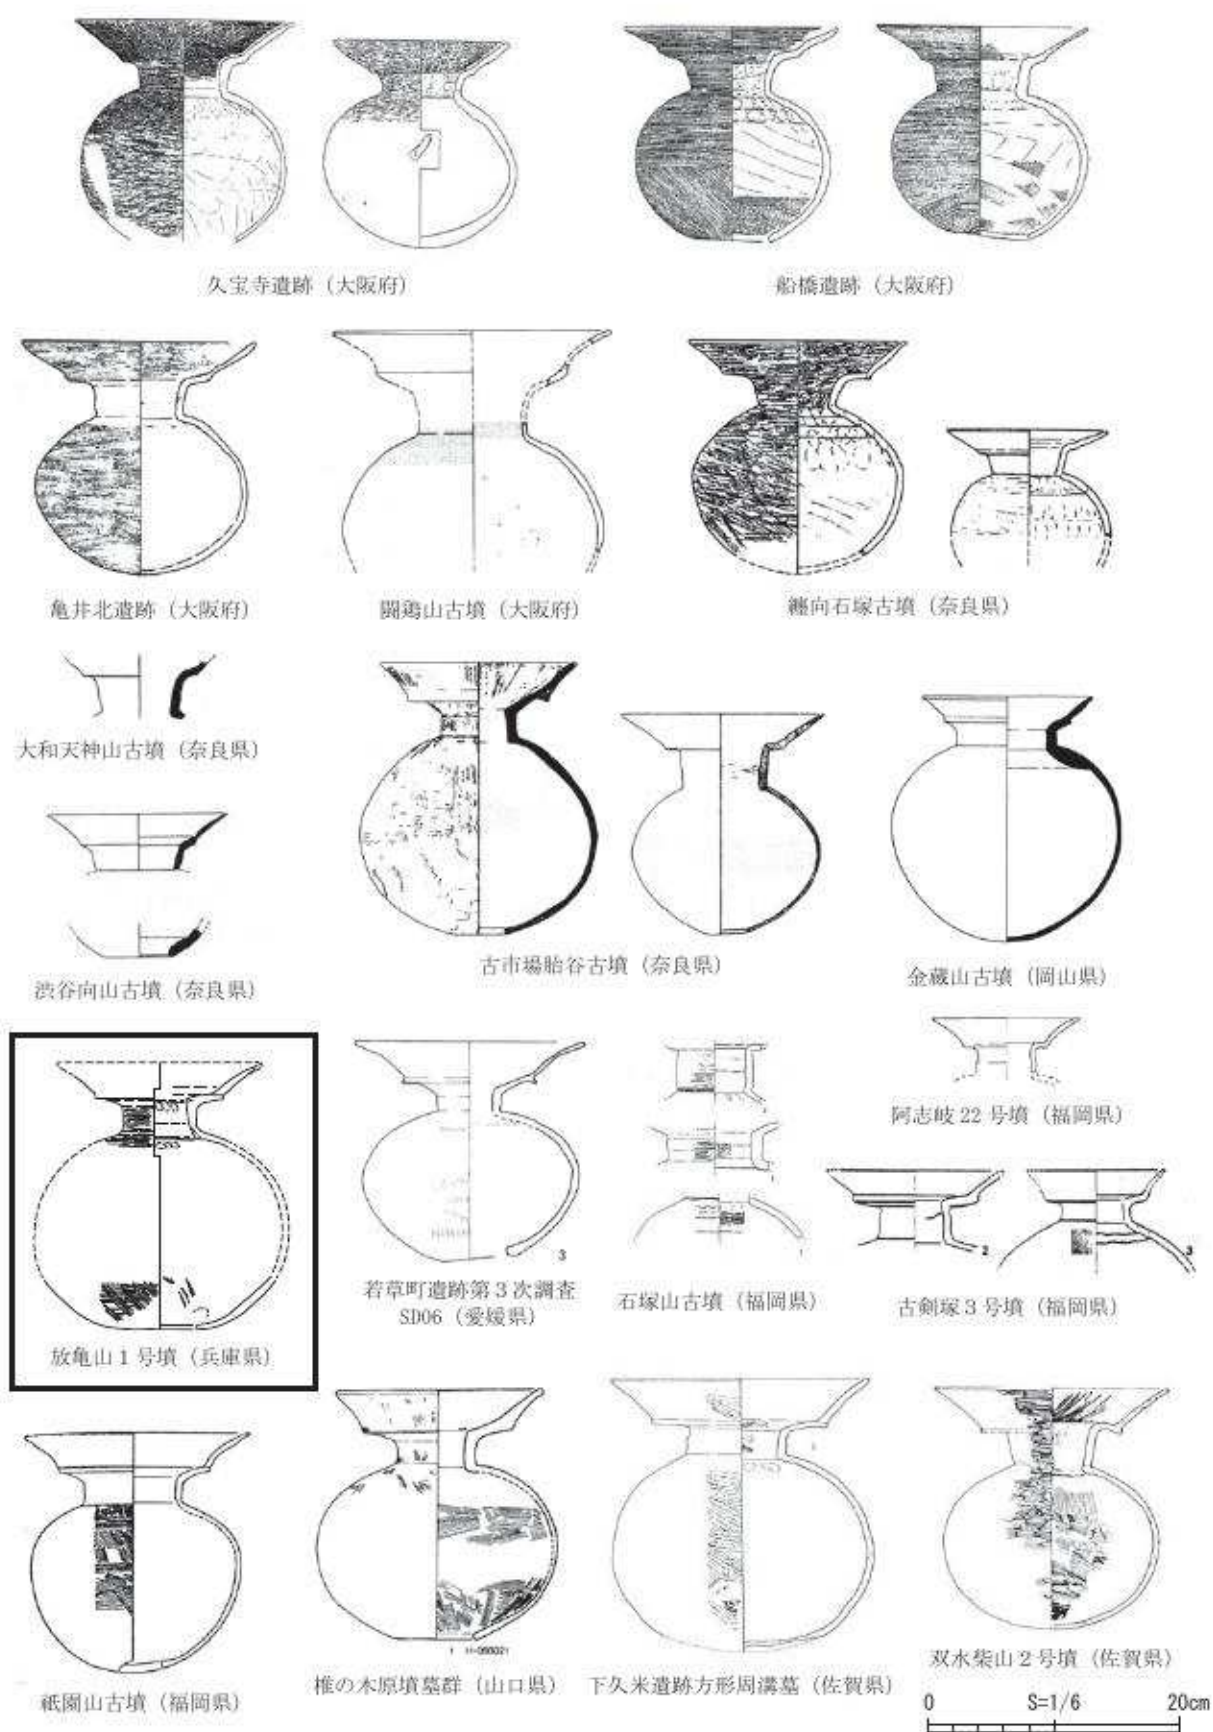 久宝寺遺跡（大阪府）
船橋遺跡（大阪府）
亀井北遺跡（大阪府）
闘鶏山古墳（大阪府）
纏向石塚古墳（奈良県）
大和天神山古墳（奈良県）
渋谷向山古墳（奈良県）
古市場胎谷古墳（奈良県）
金蔵山古墳（岡山県）
放亀山１号墳（兵庫県）
3
若草町遺跡第３次調査
SD06（愛媛県）
1
1
石塚山古墳（福岡県）
阿志岐 22 号墳（福岡県）
2
3
古剣塚３号墳（福岡県）
祇園山古墳（福岡県）
椎の木原墳墓群（山口県）
下久米遺跡方形周溝墓（佐賀県）
双水柴山２号墳（佐賀県）
0 S=1/6 20cm